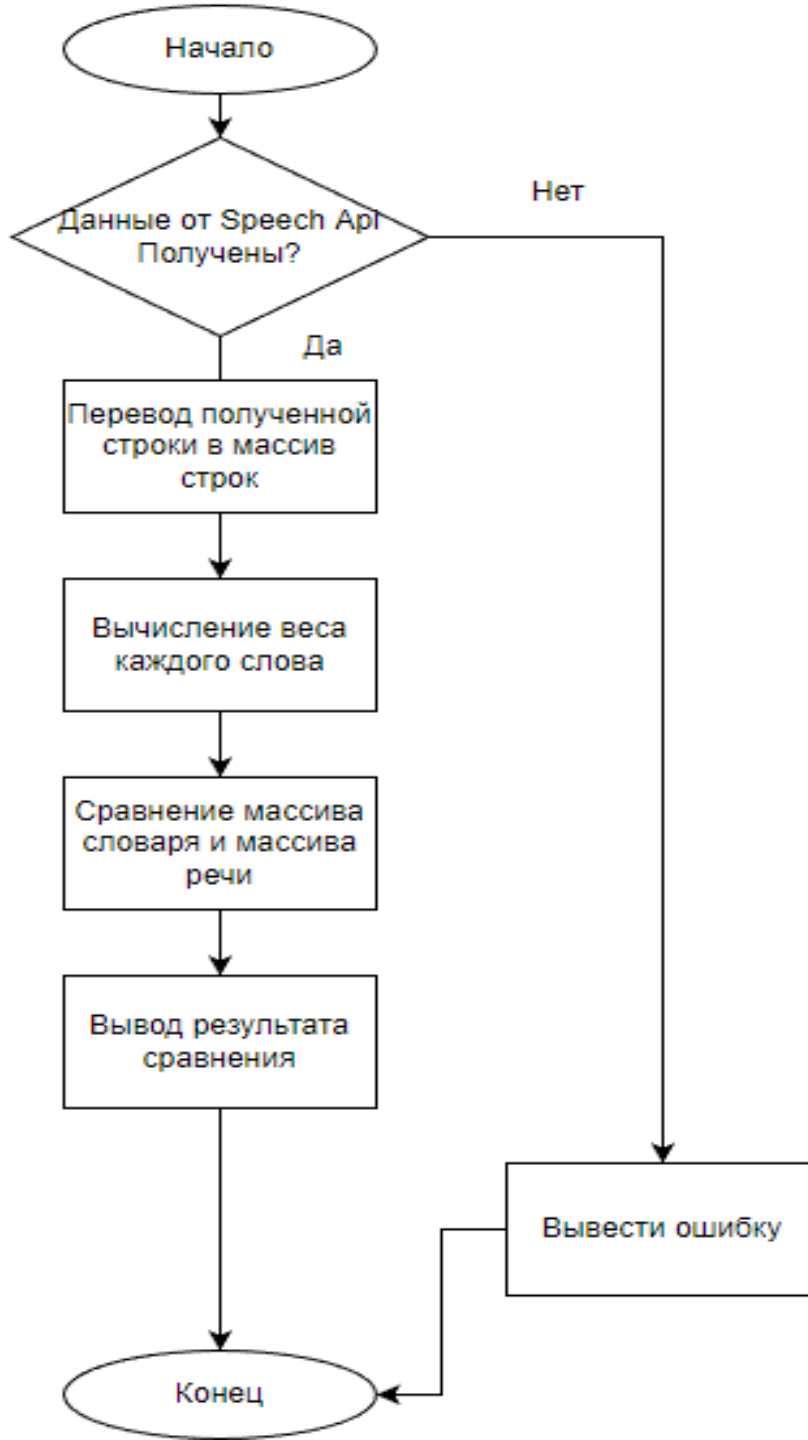 Начало
Данные от Speech Api
Получены?
Нет
Да
Перевод полученной
строки в массив
строк
Вычисление веса
каждого слова
Сравнение массива
словаря и массива
речи
Вывод результата
сравнения
Вывести ошибку
Конец